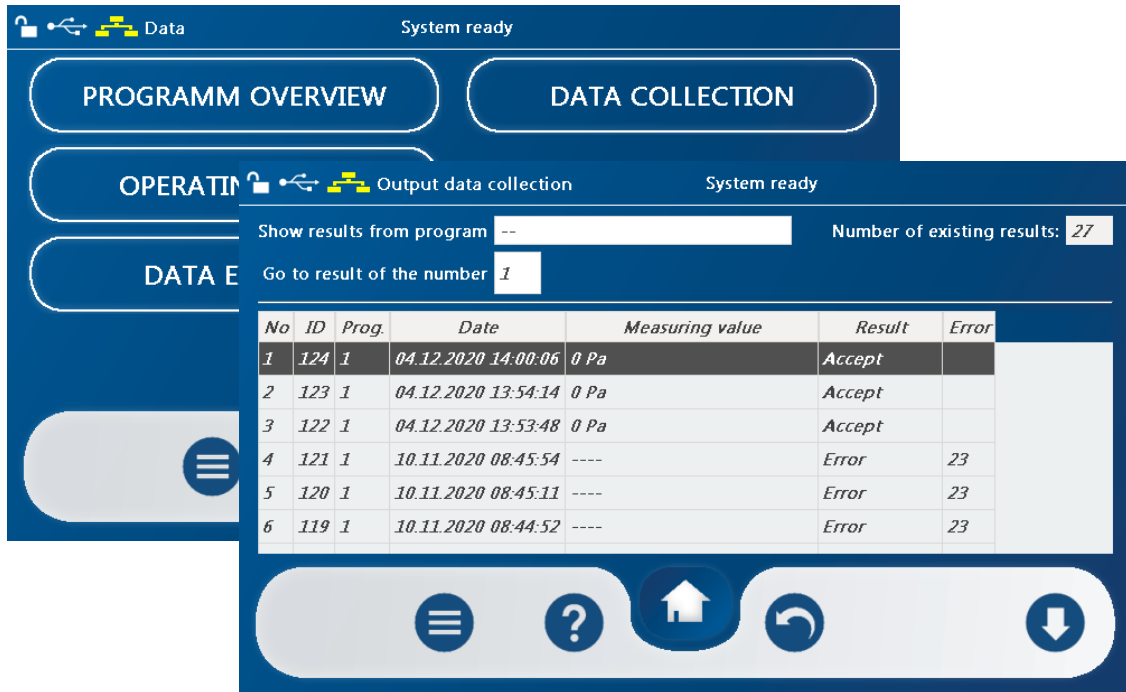 Data System ready
PROGRAMM OVERVIEW DATA COLLECTION
OPERATIN
DATA E
Output data collection System ready
Show results from program -- Number of existing results: 27
Go to result of the number 1
No ID Prog. Date Measuring value Result Error
1 124 1 04.12.2020 14:00:06 0 Pa Accept
2 123 1 04.12.2020 13:54:14 0 Pa Accept
3 122 1 04.12.2020 13:53:48 0 Pa Accept
4 121 1 10.11.2020 08:45:54 ---- Error 23
5 120 1 10.11.2020 08:45:11 ---- Error 23
6 119 1 10.11.2020 08:44:52 ---- Error 23
?